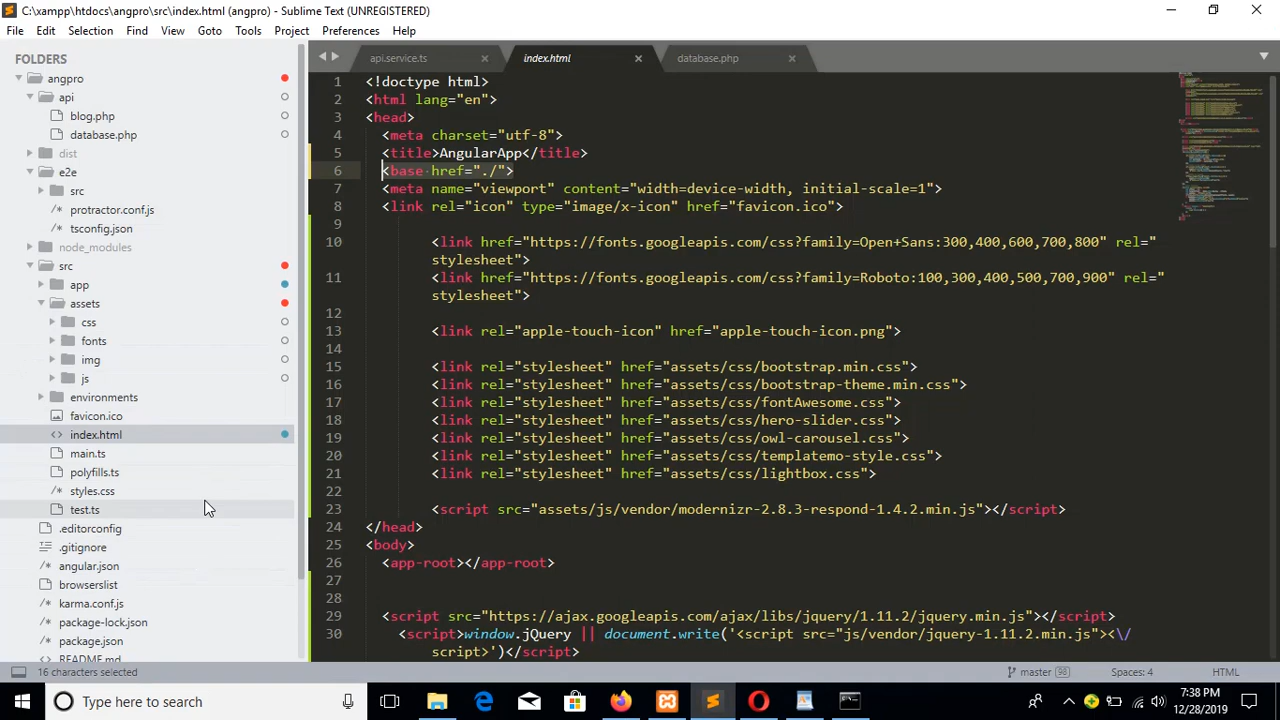 C:\xampp\htdocs\angpro\src\index.html (angpro) - Sublime Text (UNREGISTERED)
File Edit Selection Find View Goto Tools Project Preferences Help
FOLDERS
angpro
api
blog.php
database.php
dist
e2e
src
protractor.conf.js
tsconfig.json
node_modules
src
app
assets
css
fonts
img
js
environments
favicon.ico
index.html
main.ts
polyfills.ts
styles.css
test.ts
.editorconfig
.gitignore
angular.json
browserslist
karma.conf.js
package-lock.json
package.json
README.md
api.service.ts index.html database.php
1 <!doctype html>
2 <html lang="en">
3 <head>
4 <meta charset="utf-8">
5 <title>AngularApp</title>
6 <base href="./">
7 <meta name="viewport" content="width=device-width, initial-scale=1">
8 <link rel="icon" type="image/x-icon" href="favicon.ico">
9
10 <link href="https://fonts.googleapis.com/css?family=Open+Sans:300,400,600,700,800" rel="
stylesheet">
11 <link href="https://fonts.googleapis.com/css?family=Roboto:100,300,400,500,700,900" rel="
stylesheet">
12
13 <link rel="apple-touch-icon" href="apple-touch-icon.png">
14
15 <link rel="stylesheet" href="assets/css/bootstrap.min.css">
16 <link rel="stylesheet" href="assets/css/bootstrap-theme.min.css">
17 <link rel="stylesheet" href="assets/css/fontAwesome.css">
18 <link rel="stylesheet" href="assets/css/hero-slider.css">
19 <link rel="stylesheet" href="assets/css/owl-carousel.css">
20 <link rel="stylesheet" href="assets/css/templatemo-style.css">
21 <link rel="stylesheet" href="assets/css/lightbox.css">
22
23 <script src="assets/js/vendor/modernizr-2.8.3-respond-1.4.2.min.js"></script>
24 </head>
25 <body>
26 <app-root></app-root>
27
28
29 <script src="https://ajax.googleapis.com/ajax/libs/jquery/1.11.2/jquery.min.js"></script>
30 <script>window.jQuery || document.write('<script src="js/vendor/jquery-1.11.2.min.js"><\/
script>')</script>
16 characters selected master 98 Spaces: 4 HTML
Type here to search
7:38 PM
12/28/2019